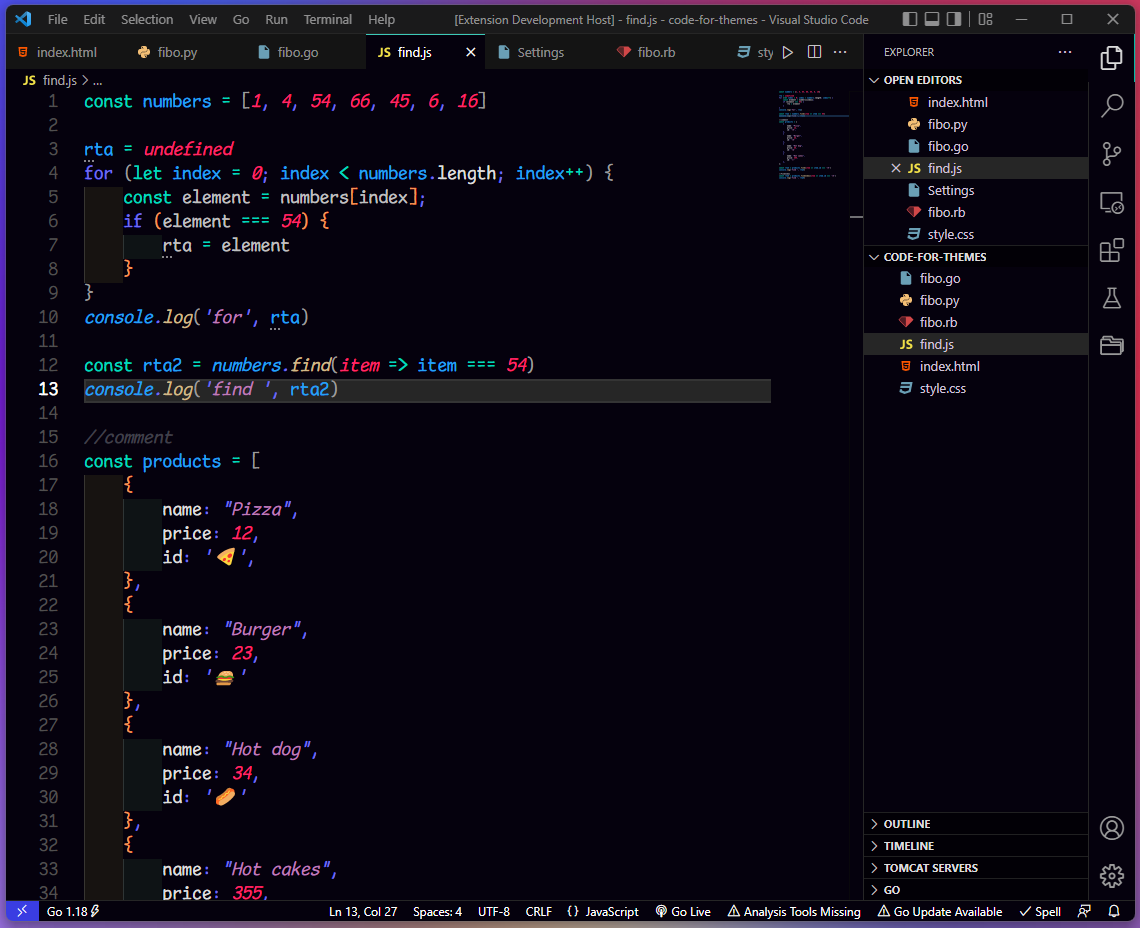 File Edit Selection View Go Run Terminal Help [Extension Development Host] - find.js - code-for-themes - Visual Studio Code
index.html fibo.py fibo.go JS find.js Settings fibo.rb sty
JS find.js > ...
1 const numbers = [1, 4, 54, 66, 45, 6, 16]
2
3 rta = undefined
4 for (let index = 0; index < numbers.length; index++) {
5 const element = numbers[index];
6 if (element === 54) {
7 rta = element
8 }
9 }
10 console.log('for', rta)
11
12 const rta2 = numbers.find(item => item === 54)
13 console.log('find ', rta2)
14
15 //comment
16 const products = [
17 {
18 name: "Pizza",
19 price: 12,
20 id: '🍕',
21 },
22 {
23 name: "Burger",
24 price: 23,
25 id: '🍔'
26 },
27 {
28 name: "Hot dog",
29 price: 34,
30 id: '🌭'
31 },
32 {
33 name: "Hot cakes",
34 price: 355,
EXPLORER
OPEN EDITORS
index.html
fibo.py
fibo.go
JS find.js
Settings
fibo.rb
style.css
CODE-FOR-THEMES
fibo.go
fibo.py
fibo.rb
JS find.js
index.html
style.css
OUTLINE
TIMELINE
TOMCAT SERVERS
GO
Go 1.18 Ln 13, Col 27 Spaces: 4 UTF-8 CRLF {} JavaScript Go Live Analysis Tools Missing Go Update Available Spell